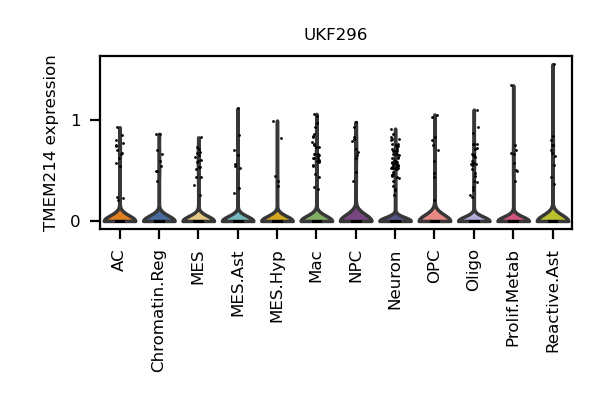 UKF296
TMEM214 expression
1
0
AC
Chromatin.Reg
MES
MES.Ast
MES.Hyp
Mac
NPC
Neuron
OPC
Oligo
Prolif.Metab
Reactive.Ast